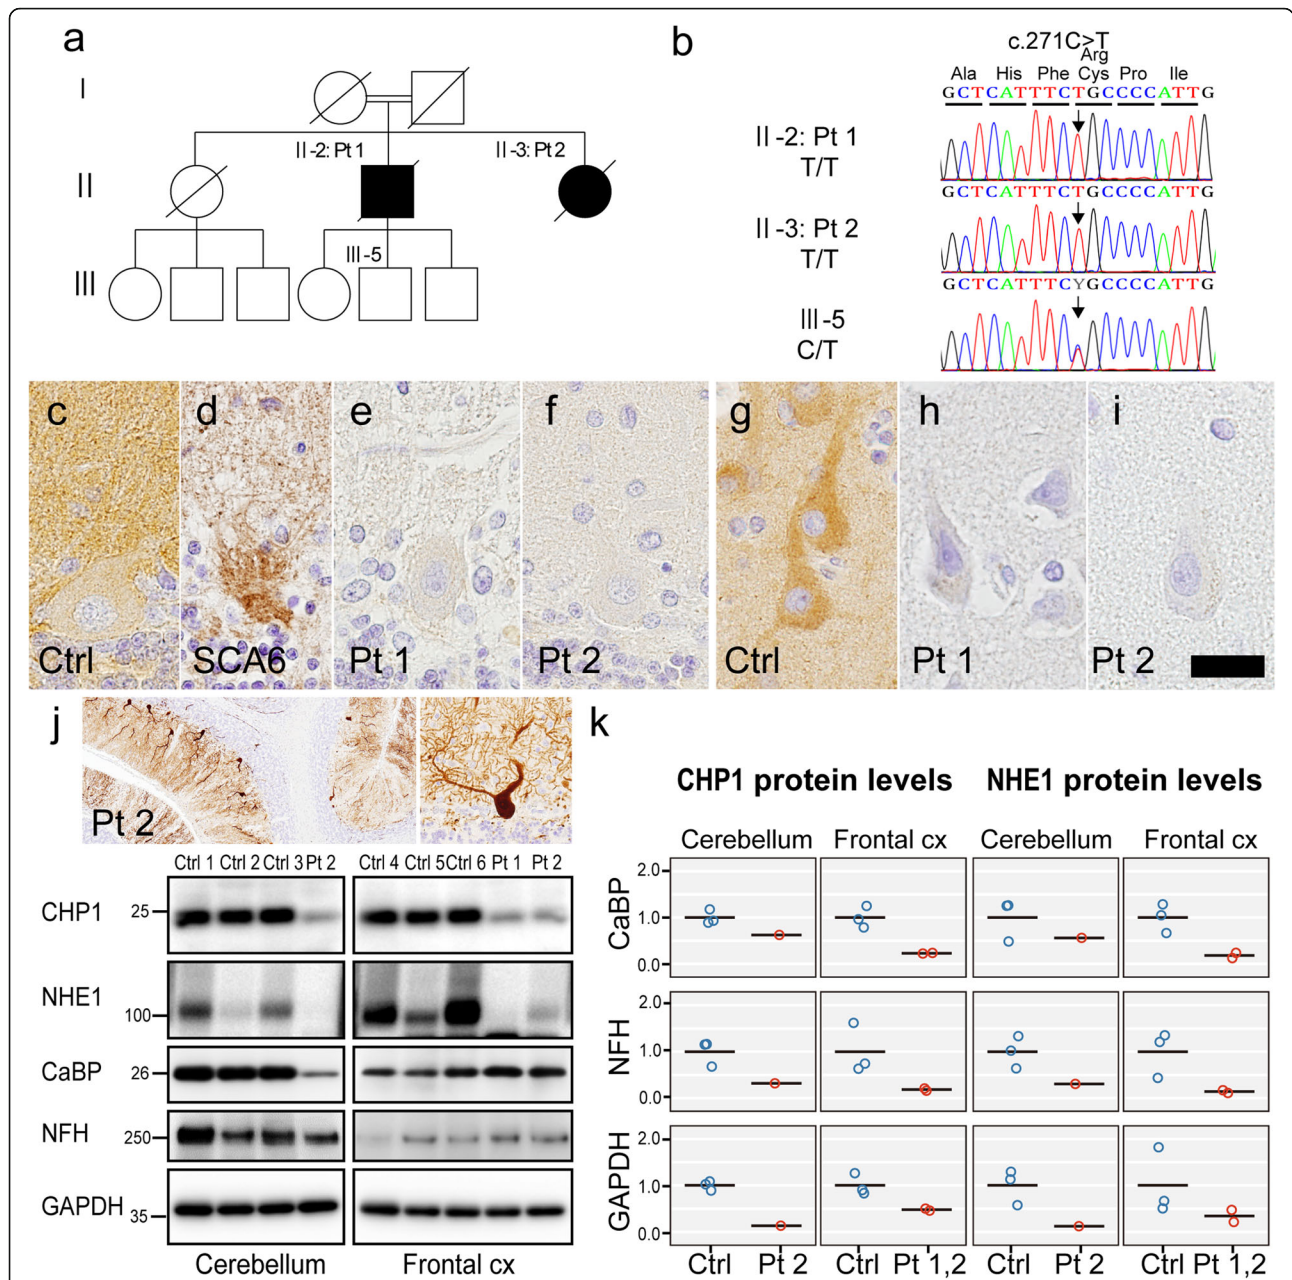 a
I
II-2: Pt 1
II-3: Pt 2
II
III-5
III
b
c.271C>T
Arg
Ala His Phe Cys Pro Ile
GCTCATTTCTGCCCCATTG
II-2: Pt 1
T/T
GCTCATTTCTGCCCCATTG
II-3: Pt 2
T/T
GCTCATTTCYGCCCCATTG
III-5
C/T
c d e f g h i
Ctrl SCA6 Pt 1 Pt 2 Ctrl Pt 1 Pt 2
j
Pt 2
Ctrl 1 Ctrl 2 Ctrl 3 Pt 2 Ctrl 4 Ctrl 5 Ctrl 6 Pt 1 Pt 2
CHP1 25
NHE1 100
CaBP 26
NFH 250
GAPDH 35
Cerebellum Frontal cx
k
CHP1 protein levels NHE1 protein levels
Cerebellum Frontal cx Cerebellum Frontal cx
CaBP
2.0
1.0
0.0
NFH
2.0
1.0
0.0
GAPDH
2.0
1.0
0.0
Ctrl Pt 2 Ctrl Pt 1,2 Ctrl Pt 2 Ctrl Pt 1,2